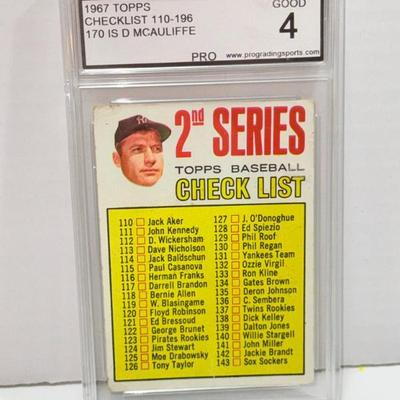 1967 TOPPS
GOOD
CHECKLIST 110-196
4
170 IS D MCAULIFFE
PRO www.progradingsports.com
2nd SERIES
TOPPS BASEBALL
CHECK LIST
110 Jack Aker
111 John Kennedy
112 D. Wickersham
113 Dave Nicholson
114 Jack Baldschun
115 Paul Casanova
116 Herman Franks
117 Darrell Brandon
118 Bernie Allen
119 W. Blasingame
120 Floyd Robinson
121 Ed Bressoud
122 George Brunet
123 Pirates Rookies
124 Jim Stewart
125 Moe Drabowsky
126 Tony Taylor
127 J. O'Donoghue
128 Ed Spiezio
129 Phil Roof
130 Phil Regan
131 Yankees Team
132 Ozzie Virgil
133 Ron Kline
134 Gates Brown
135 Deron Johnson
136 C. Sembera
137 Twins Rookies
138 Dick Kelley
139 Dalton Jones
140 Willie Stargell
141 John Miller
142 Jackie Brandt
143 Sox Sockers